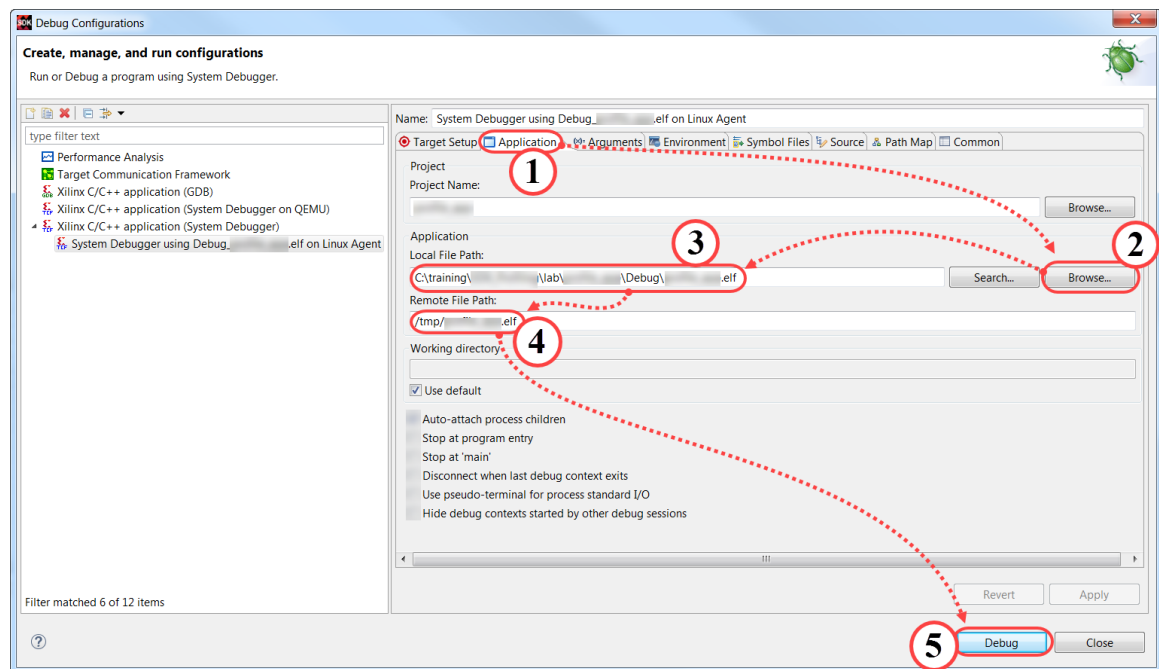 SDK Debug Configurations
Create, manage, and run configurations
Run or Debug a program using System Debugger.
type filter text
Performance Analysis
Target Communication Framework
Xilinx C/C++ application (GDB)
Xilinx C/C++ application (System Debugger on QEMU)
Xilinx C/C++ application (System Debugger)
System Debugger using Debug_ .elf on Linux Agent
Filter matched 6 of 12 items
Name: System Debugger using Debug_ .elf on Linux Agent
Target Setup Application Arguments Environment Symbol Files Source Path Map Common
1
Project
Project Name:
Browse...
Application
3
2
Local File Path:
C:\training\ \lab\ \Debug\ .elf Search... Browse...
Remote File Path:
/tmp/ .elf
4
Working directory
Use default
Auto-attach process children
Stop at program entry
Stop at 'main'
Disconnect when last debug context exits
Use pseudo-terminal for process standard I/O
Hide debug contexts started by other debug sessions
Revert Apply
5 Debug Close